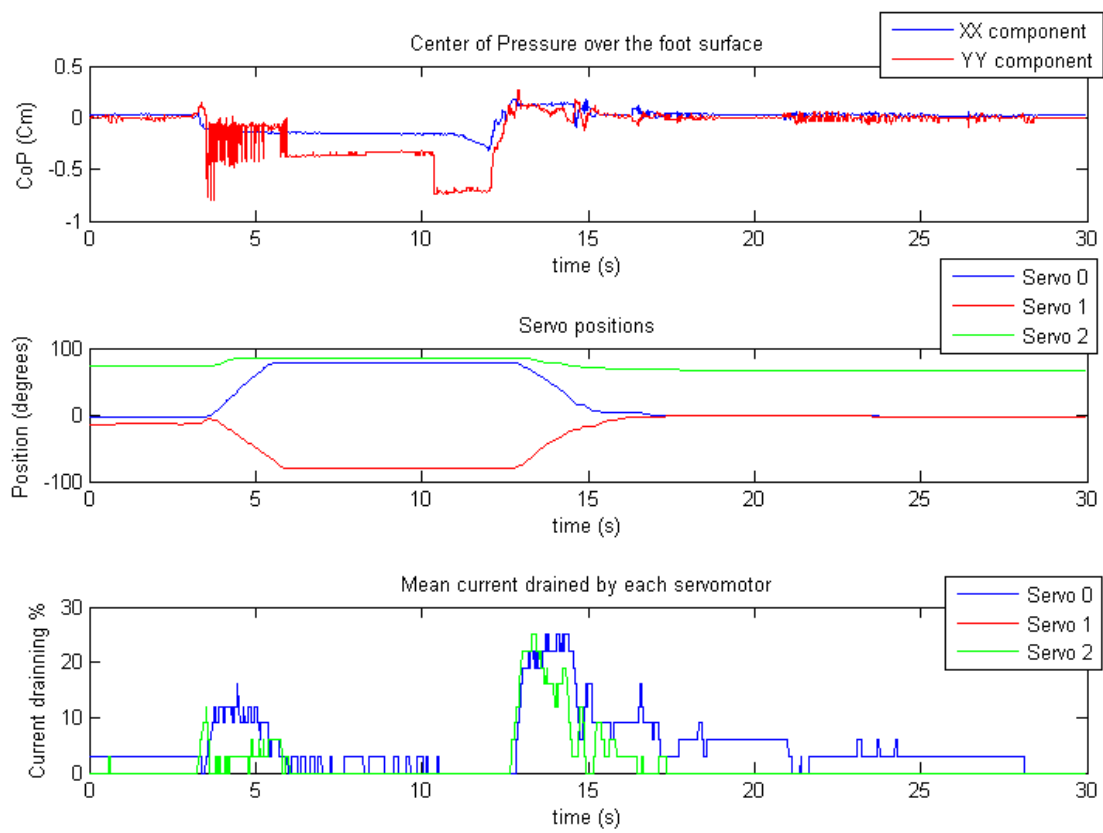 Center of Pressure over the foot surface
XX component
YY component
0.5
0
-0.5
-1
CoP (Cm)
0 5 10 15 20 25 30
time (s)
Servo positions
Servo 0
Servo 1
Servo 2
100
0
-100
Position (degrees)
0 5 10 15 20 25 30
time (s)
Mean current drained by each servomotor
Servo 0
Servo 1
Servo 2
30
20
10
0
Current drainning %
0 5 10 15 20 25 30
time (s)